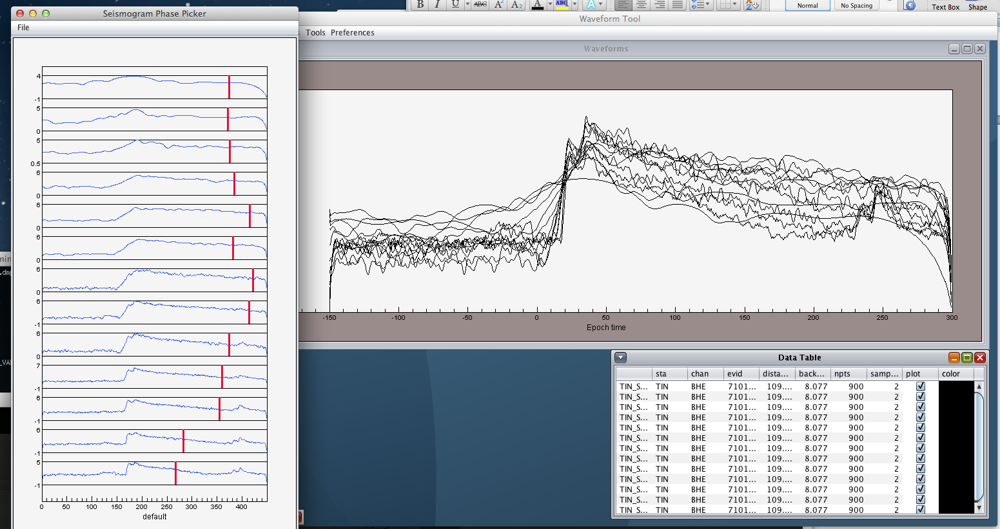 Seismogram Phase Picker
File
4
-1
5
0
5
0.5
6
0
6
0
6
0
6
0
6
-1
6
0
7
-1
6
-1
6
-1
5
-1
0 50 100 150 200 250 300 350 400
default
B I U ABC A2 A2 A ABC A
Normal
No Spacing
Text Box Shape
Waveform Tool
Tools Preferences
Waveforms
-150 -100 -50 0 50 100 150 200 250 300
Epoch time
Data Table
sta chan evid dista... back... npts samp... plot color
TIN_S... TIN BHE 7101... 109.... 8.077 900 2
TIN_S... TIN BHE 7101... 109.... 8.077 900 2
TIN_S... TIN BHE 7101... 109.... 8.077 900 2
TIN_S... TIN BHE 7101... 109.... 8.077 900 2
TIN_S... TIN BHE 7101... 109.... 8.077 900 2
TIN_S... TIN BHE 7101... 109.... 8.077 900 2
TIN_S... TIN BHE 7101... 109.... 8.077 900 2
TIN_S... TIN BHE 7101... 109.... 8.077 900 2
TIN_S... TIN BHE 7101... 109.... 8.077 900 2
TIN_S... TIN BHE 7101... 109.... 8.077 900 2
TIN_S... TIN BHE 7101... 109.... 8.077 900 2
TIN_S... TIN BHE 7101... 109.... 8.077 900 2
TIN_S... TIN BHE 7101... 109.... 8.077 900 2